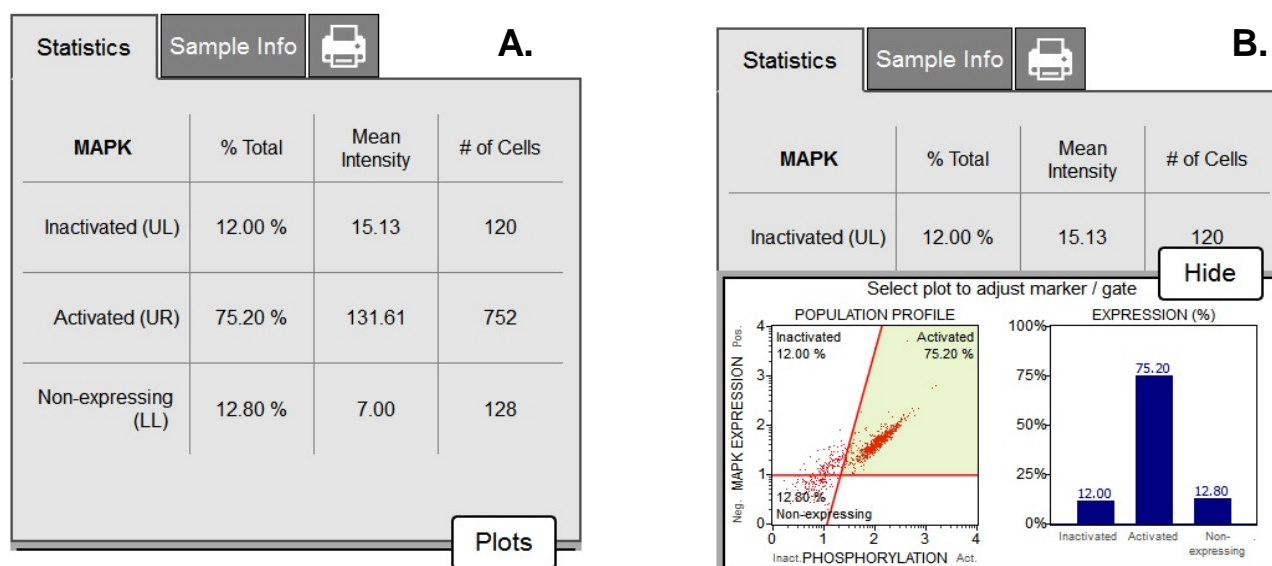 A.
Statistics Sample Info
MAPK % Total Mean Intensity # of Cells
Inactivated (UL) 12.00 % 15.13 120
Activated (UR) 75.20 % 131.61 752
Non-expressing (LL) 12.80 % 7.00 128
Plots
B.
Statistics Sample Info
MAPK % Total Mean Intensity # of Cells
Inactivated (UL) 12.00 % 15.13 120
Hide
Select plot to adjust marker / gate
POPULATION PROFILE
Neg. MAPK EXPRESSION Pos.
4
3
2
1
0
Inactivated
12.00 %
Activated
75.20 %
12.80 %
Non-expressing
0 1 2 3 4
Inact. PHOSPHORYLATION Act.
EXPRESSION (%)
100%
75%
50%
25%
0%
12.00
75.20
12.80
Inactivated Activated Non-expressing